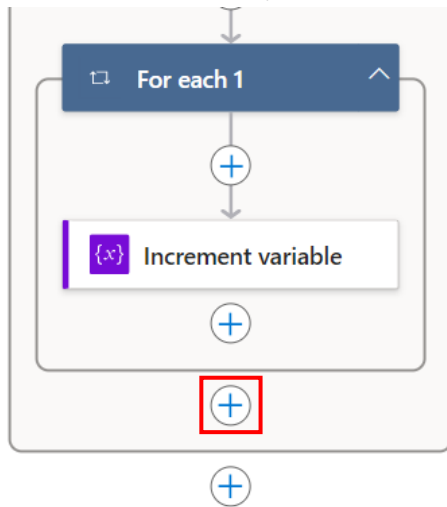 For each 1
{x} Increment variable